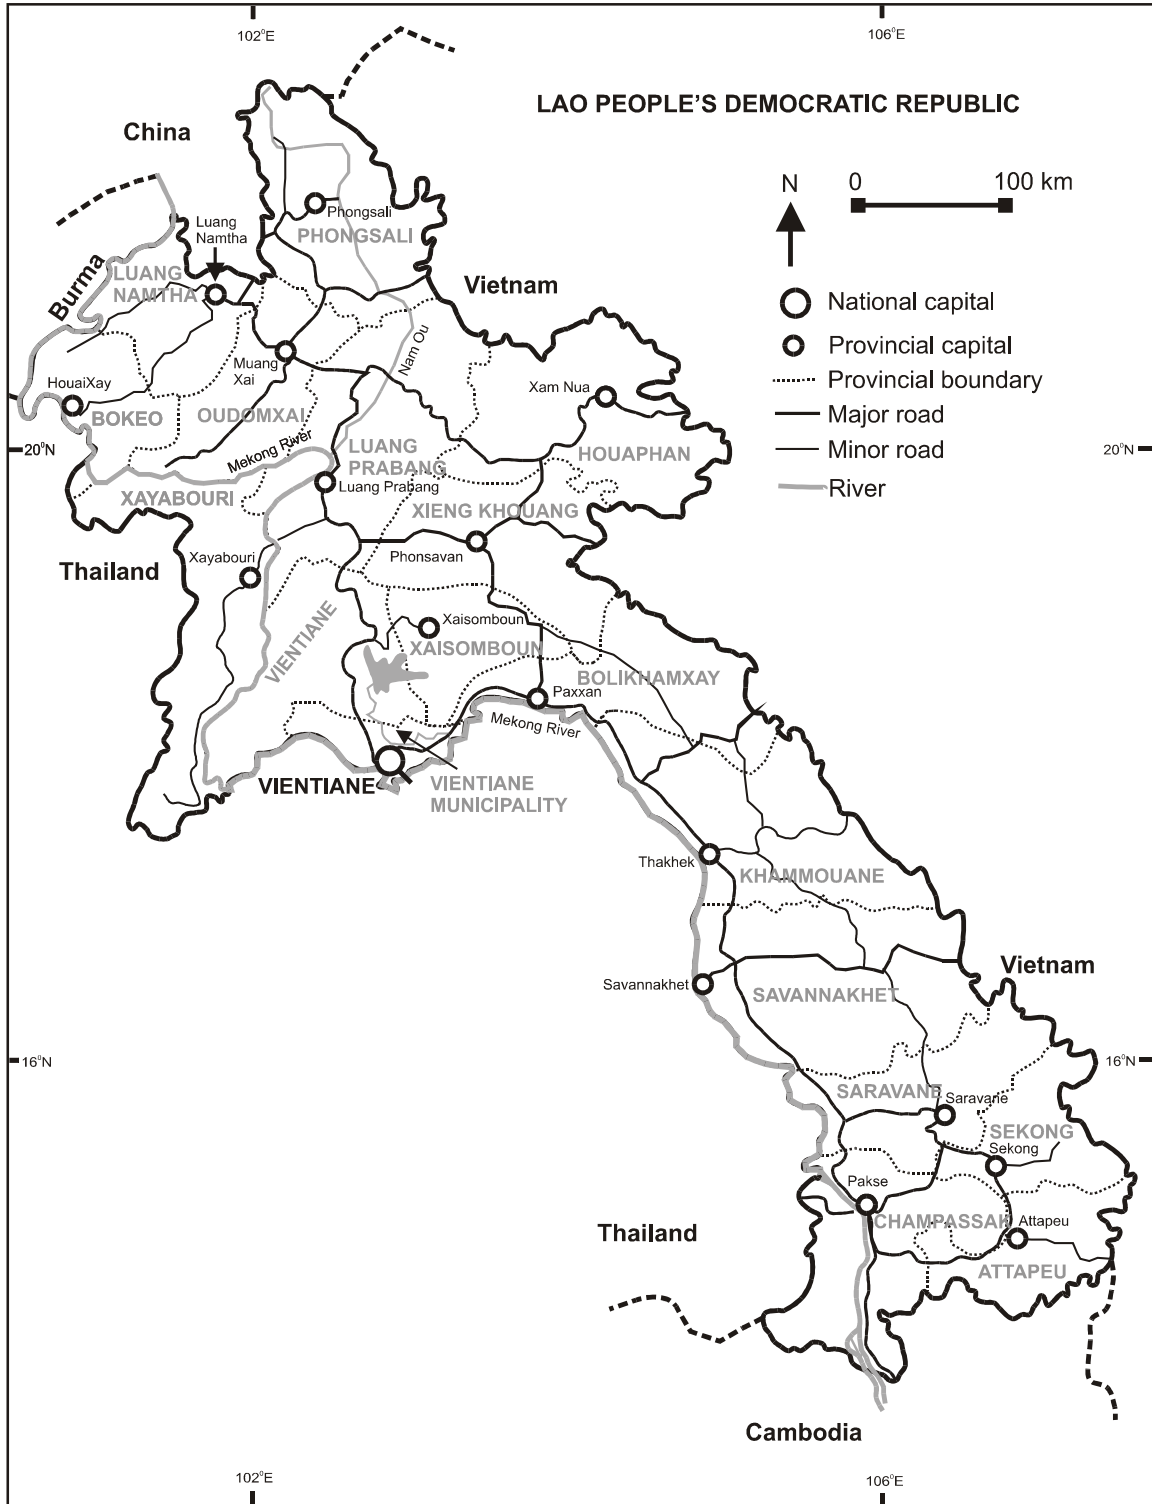 102°E
106°E
LAO PEOPLE'S DEMOCRATIC REPUBLIC
China
N
0
100 km
Luang
Namtha
Phongsali
PHONGSALI
Burma
LUANG
NAMTHA
Vietnam
National capital
Provincial capital
Provincial boundary
Major road
Minor road
River
Nam Ou
Muang
Xai
HouaiXay
BOKEO
OUDOMXAI
Xam Nua
HOUAPHAN
20°N
20°N
Mekong River
LUANG
PRABANG
Luang Prabang
XAYABOURI
XIENG KHOUANG
Thailand
Xayabouri
Phonsavan
VIENTIANE
Xaisomboun
XAISOMBOUN
BOLIKHAMXAY
Paxxan
Mekong River
VIENTIANE
VIENTIANE
MUNICIPALITY
Thakhek
KHAMMOUANE
Savannakhet
SAVANNAKHET
Vietnam
16°N
16°N
SARAVANE
Saravane
SEKONG
Sekong
Pakse
CHAMPASSAK
Attapeu
Thailand
ATTAPEU
Cambodia
102°E
106°E